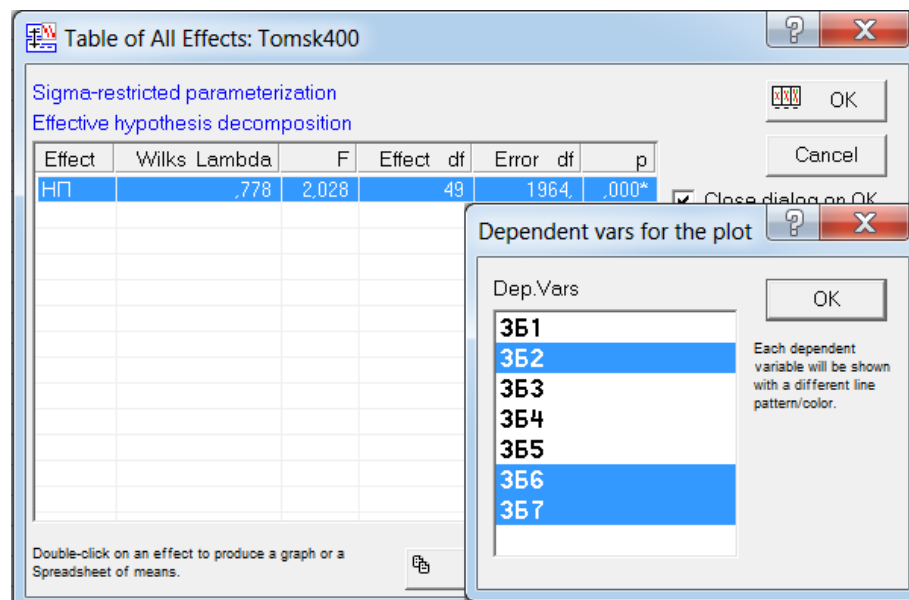 Table of All Effects: Tomsk400
Sigma-restricted parameterization
Effective hypothesis decomposition
OK
Cancel
Close dialog on OK
Effect Wilks Lambda F Effect df Error df p
НП ,778 2,028 49 1964, ,000*
Double-click on an effect to produce a graph or a
Spreadsheet of means.
Dependent vars for the plot
Dep.Vars
OK
ЗБ1
ЗБ2
ЗБ3
ЗБ4
ЗБ5
ЗБ6
ЗБ7
Each dependent
variable will be shown
with a different line
pattern/color.